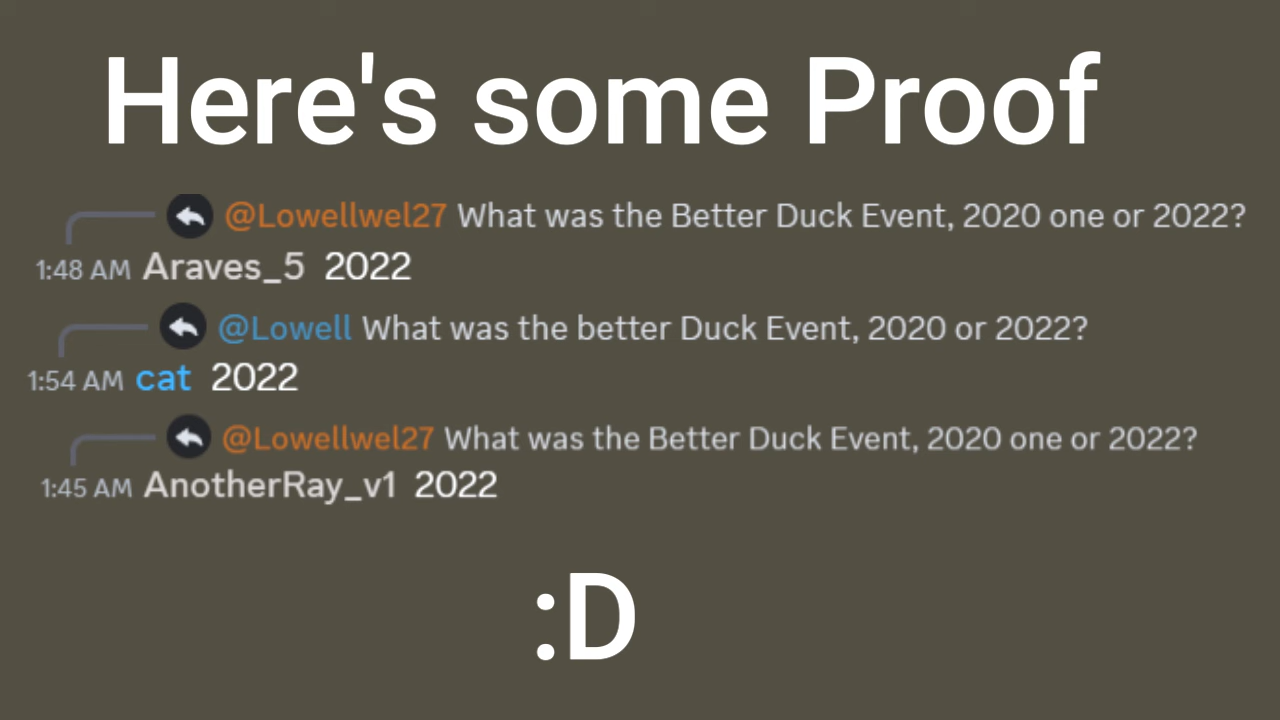 Here's some Proof
@Lowellwel27 What was the Better Duck Event, 2020 one or 2022?
1:48 AM Araves_5 2022
@Lowell What was the better Duck Event, 2020 or 2022?
1:54 AM cat 2022
@Lowellwel27 What was the Better Duck Event, 2020 one or 2022?
1:45 AM AnotherRay_v1 2022
:D